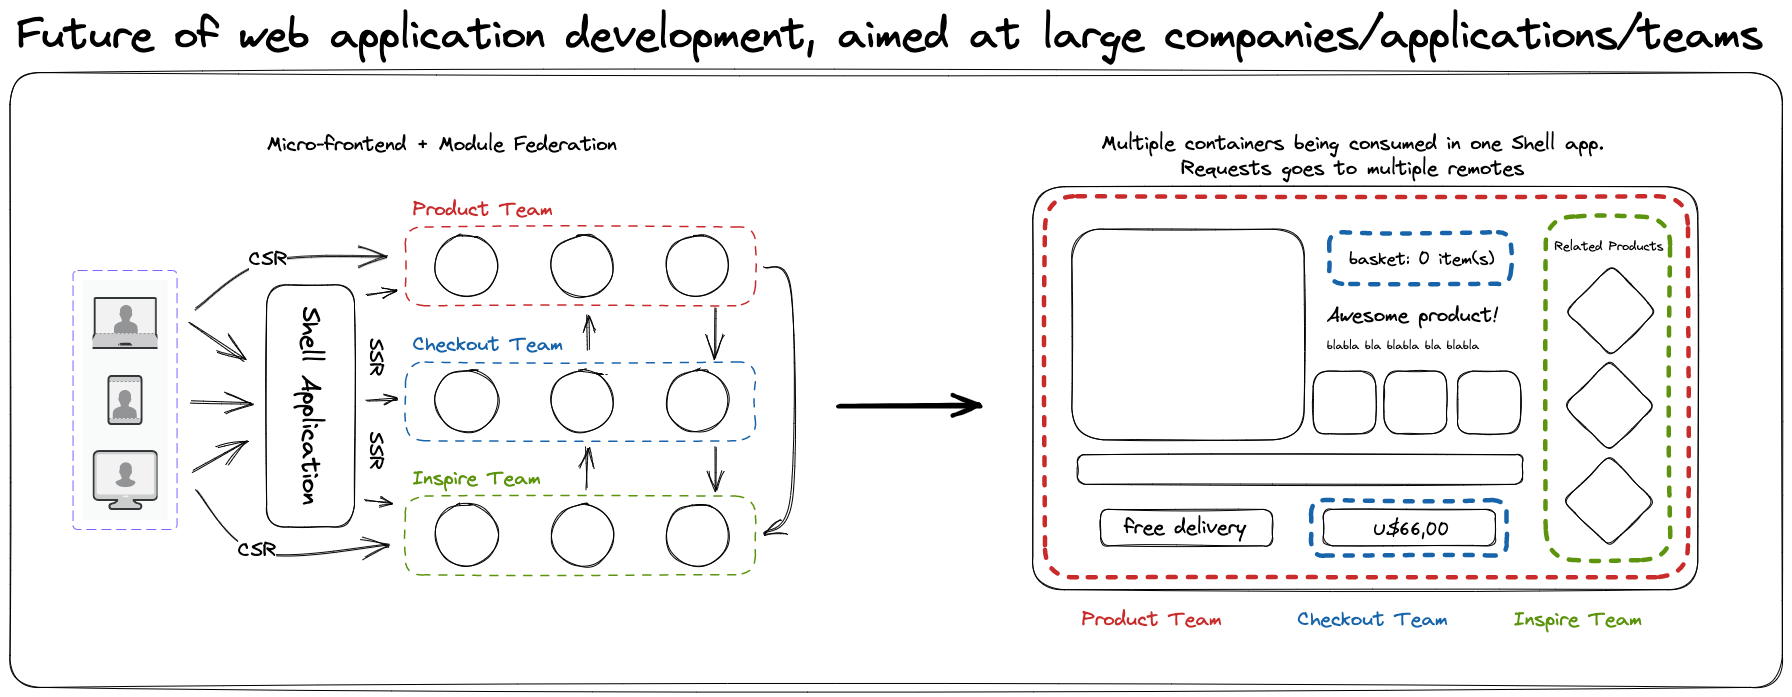 Future of web application development, aimed at large companies/applications/teams
Micro-frontend + Module Federation
Product Team
CSR
Shell Application
SSR
Checkout Team
SSR
Inspire Team
CSR
Multiple containers being consumed in one Shell app.
Requests goes to multiple remotes
basket: 0 item(s)
Related Products
Awesome product!
blabla bla blabla bla blabla
free delivery
U$66,00
Product Team
Checkout Team
Inspire Team